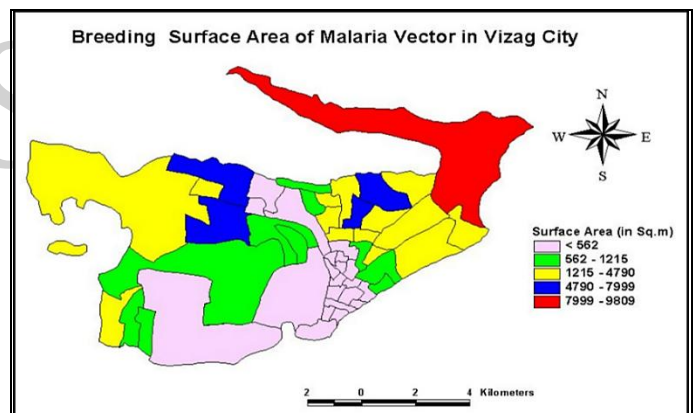 Breeding Surface Area of Malaria Vector in Vizag City
N
W E
S
Surface Area (in Sq.m)
< 562
562 - 1215
1215 - 4790
4790 - 7999
7999 - 9809
2 0 2 4 Kilometers